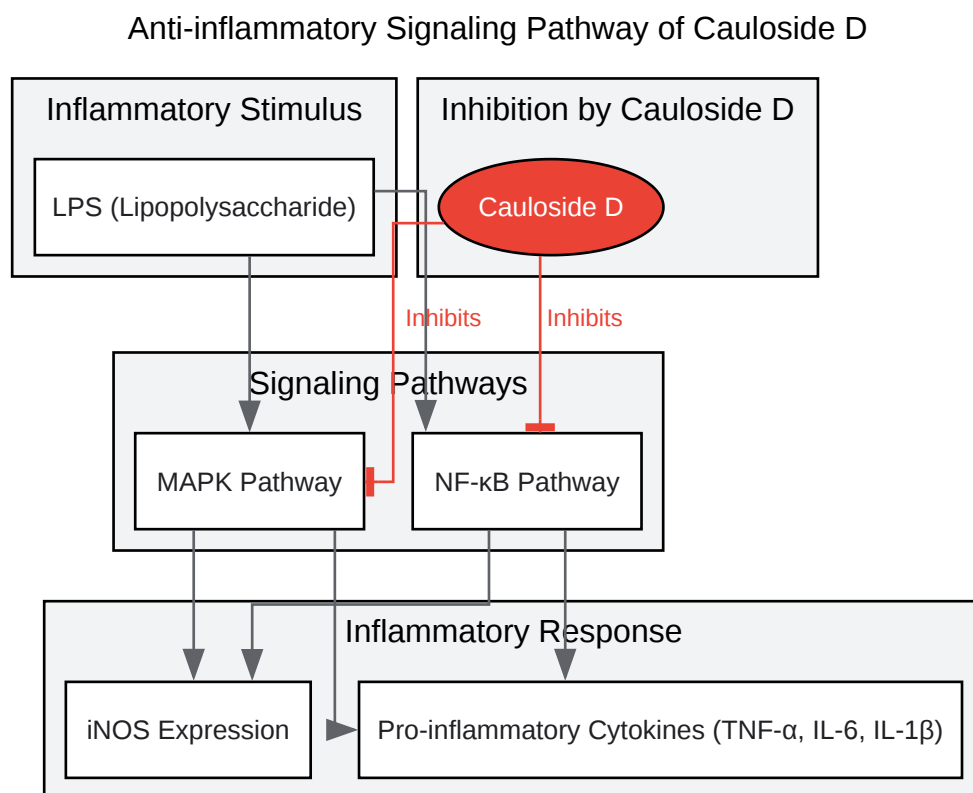 Anti-inflammatory Signaling Pathway of Cauloside D
Inflammatory Stimulus
Inhibition by Cauloside D
LPS (Lipopolysaccharide)
Cauloside D
Inhibits
Inhibits
Signaling Pathways
MAPK Pathway
NF-κB Pathway
Inflammatory Response
iNOS Expression
Pro-inflammatory Cytokines (TNF-α, IL-6, IL-1β)